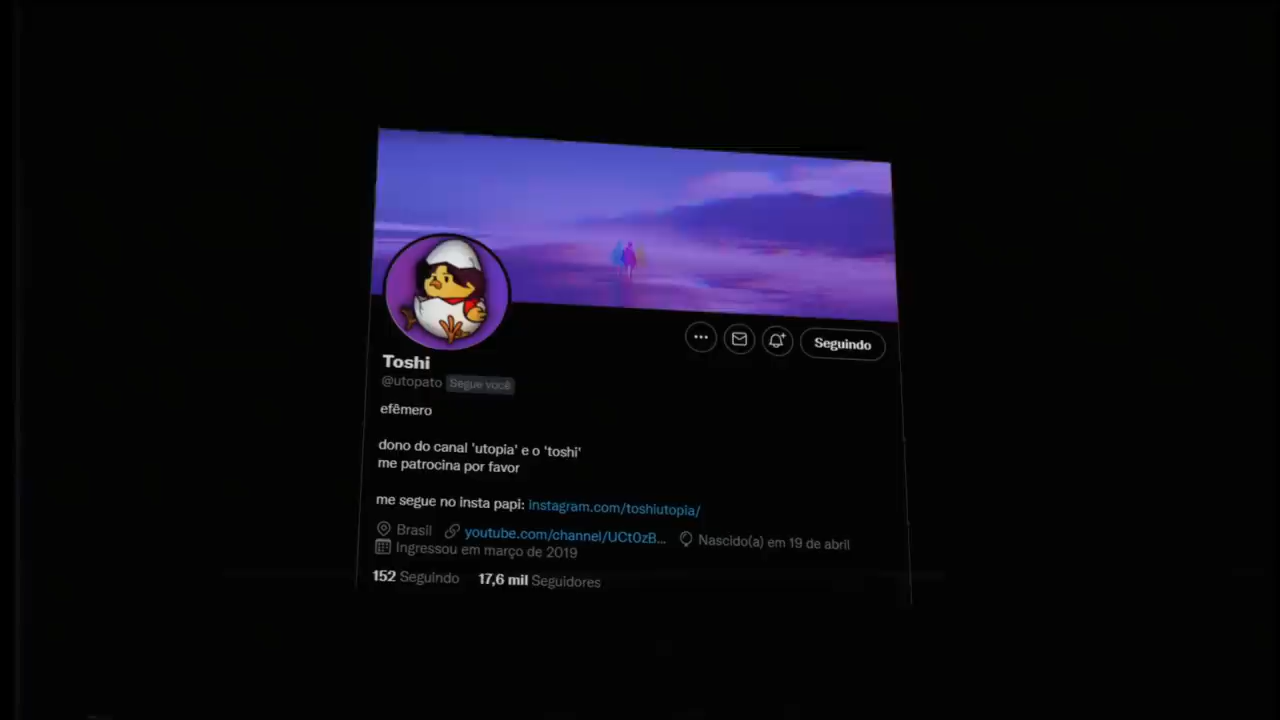 Seguindo
Toshi
@utopato Segue você
efêmero
dono do canal 'utopia' e o 'toshi'
me patrocina por favor
me segue no insta papi: instagram.com/toshiutopia/
Brasil youtube.com/channel/UCt0zB... Nascido(a) em 19 de abril
Ingressou em março de 2019
152 Seguindo 17,6 mil Seguidores